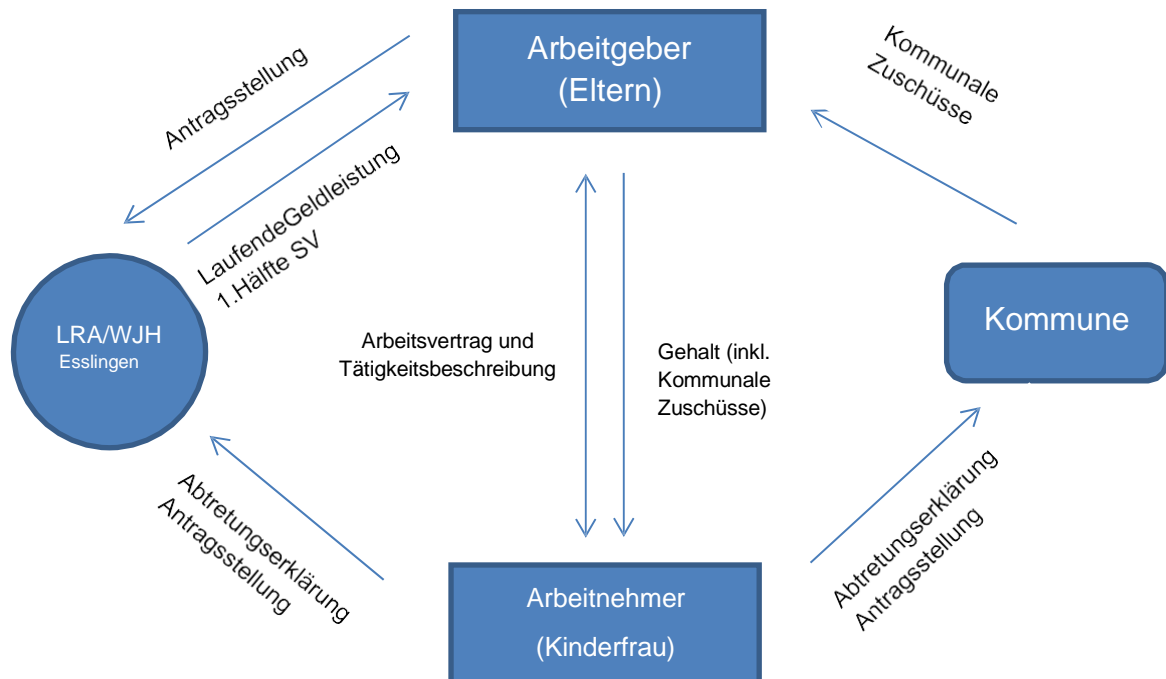 Arbeitgeber
(Eltern)
Antragsstellung
LaufendeGeldleistung
1.Hälfte SV
Kommunale
Zuschüsse
LRA/WJH
Esslingen
Kommune
Arbeitsvertrag und
Tätigkeitsbeschreibung
Gehalt (inkl.
Kommunale
Zuschüsse)
Abtretungserklärung
Antragsstellung
Abtretungserklärung
Antragsstellung
Arbeitnehmer
(Kinderfrau)